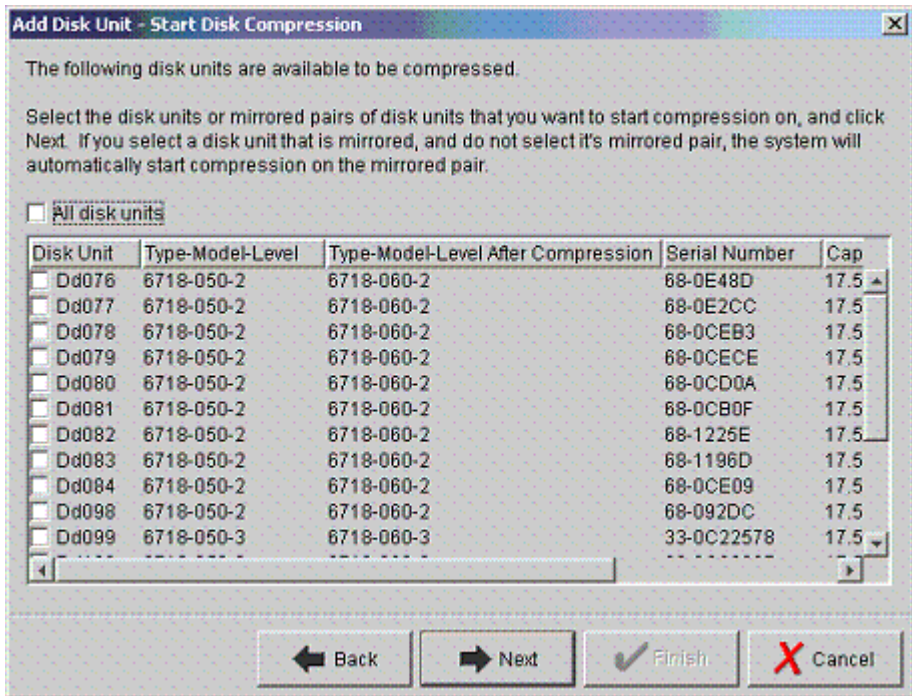 Add Disk Unit - Start Disk Compression
The following disk units are available to be compressed.
Select the disk units or mirrored pairs of disk units that you want to start compression on, and click
Next. If you select a disk unit that is mirrored, and do not select it's mirrored pair, the system will
automatically start compression on the mirrored pair.
All disk units
Disk Unit Type-Model-Level Type-Model-Level After Compression Serial Number Cap
Dd076 6718-050-2 6718-060-2 68-0E48D 17.5
Dd077 6718-050-2 6718-060-2 68-0E2CC 17.5
Dd078 6718-050-2 6718-060-2 68-0CEB3 17.5
Dd079 6718-050-2 6718-060-2 68-0CECE 17.5
Dd080 6718-050-2 6718-060-2 68-0CD0A 17.5
Dd081 6718-050-2 6718-060-2 68-0CB0F 17.5
Dd082 6718-050-2 6718-060-2 68-1225E 17.5
Dd083 6718-050-2 6718-060-2 68-1196D 17.5
Dd084 6718-050-2 6718-060-2 68-0CE09 17.5
Dd098 6718-050-2 6718-060-2 68-092DC 17.5
Dd099 6718-050-3 6718-060-3 33-0C22578 17.5
Back Next Finish Cancel